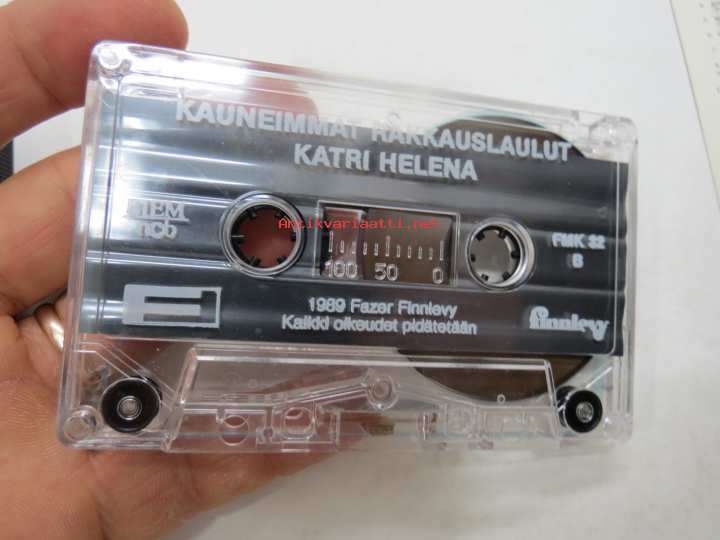 KAUNEIMMAT RAKKAUSLAULUT
KATRI HELENA
BIEM
ncb
Antikvariaatti.net
FMK 32
B
100 50 0
1989 Fazer Finnlevy
Kaikki oikeudet pidätetään
finnlevy